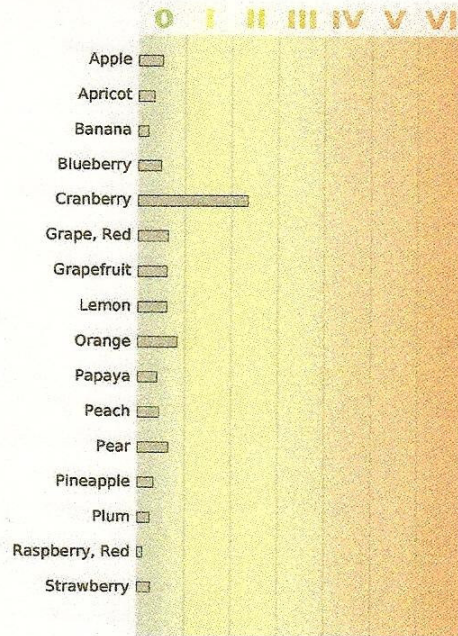 0 I II III IV V VI
Apple
Apricot
Banana
Blueberry
Cranberry
Grape, Red
Grapefruit
Lemon
Orange
Papaya
Peach
Pear
Pineapple
Plum
Raspberry, Red
Strawberry